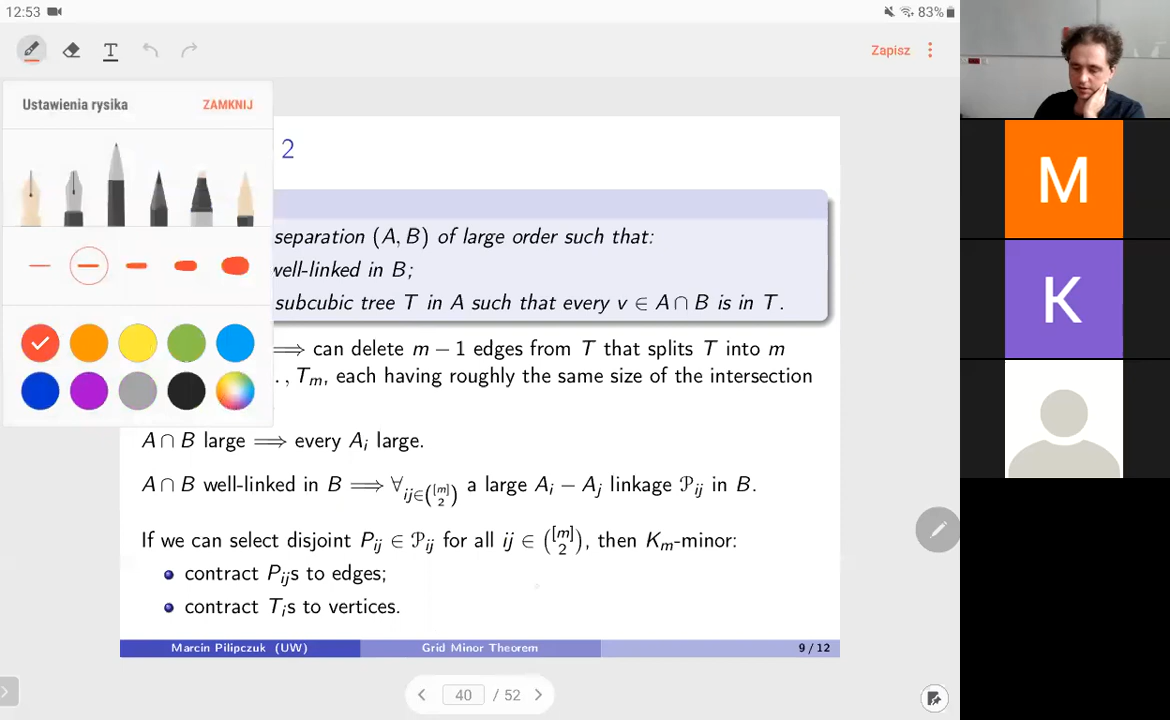 12:53
83%
T
Zapisz
Ustawienia rysika
ZAMKNIJ
2
separation (A, B) of large order such that:
well-linked in B;
subcubic tree T in A such that every v ∈ A ∩ B is in T.
⟹ can delete m − 1 edges from T that splits T into m
. , Tₘ, each having roughly the same size of the intersection
A ∩ B large ⟹ every Aᵢ large.
A ∩ B well-linked in B ⟹ ∀_{ij∈\binom{[m]}{2}} a large Aᵢ − Aⱼ linkage 𝒫ᵢⱼ in B.
If we can select disjoint Pᵢⱼ ∈ 𝒫ᵢⱼ for all ij ∈ \binom{[m]}{2}, then Kₘ-minor:
contract Pᵢⱼs to edges;
contract Tᵢs to vertices.
Marcin Pilipczuk (UW) Grid Minor Theorem 9 / 12
40 / 52
M
K